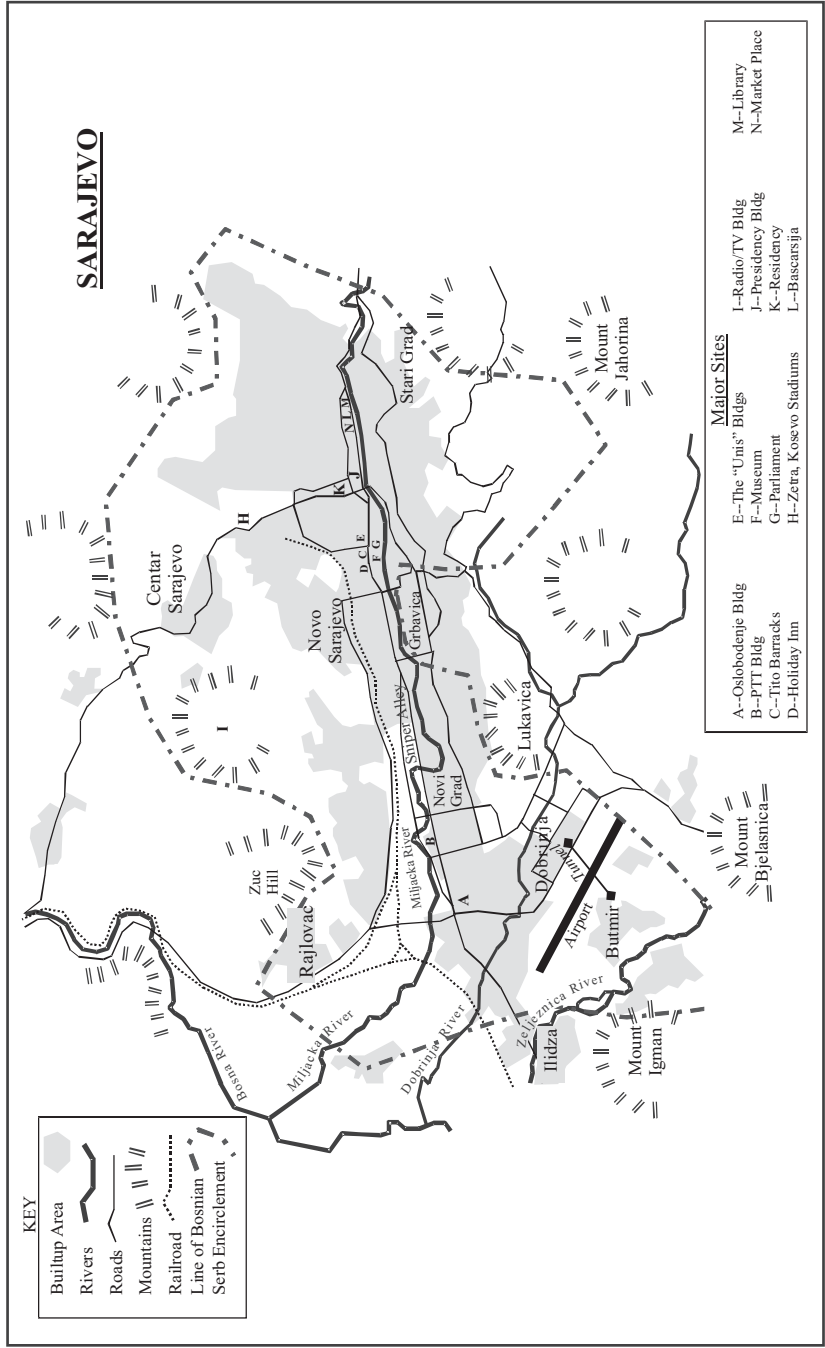 SARAJEVO
KEY
Builtup Area
Rivers
Roads
Mountains
Railroad
Line of Bosnian
Serb Encirclement
Bosna River
Miljacka River
Dobrinja River
Zeljeznica River
Ilidza
Mount
Igman
Rajlovac
Zuc
Hill
Miljacka River
A
B
Airport
Butmir
Tunnel
Dobrinja
Mount
Bjelasnica
Novi
Grad
Sniper Alley
Lukavica
I
Centar
Sarajevo
Novo
Sarajevo
Grbavica
H
D C E
F G
K
J
N L M
Stari Grad
Mount
Jahorina
Major Sites
A--Oslobodenje Bldg
B--PTT Bldg
C--Tito Barracks
D--Holiday Inn
E--The “Unis” Bldgs
F--Museum
G--Parliament
H--Zetra, Kosevo Stadiums
I--Radio/TV Bldg
J--Presidency Bldg
K--Residency
L--Bascarsija
M--Library
N--Market Place